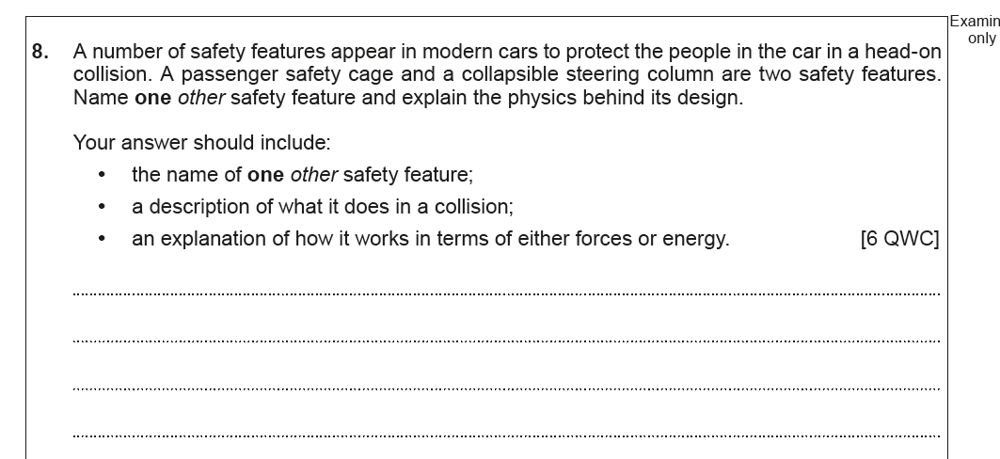 Examin
only
8. A number of safety features appear in modern cars to protect the people in the car in a head-on
collision. A passenger safety cage and a collapsible steering column are two safety features.
Name one other safety feature and explain the physics behind its design.
Your answer should include:
• the name of one other safety feature;
• a description of what it does in a collision;
• an explanation of how it works in terms of either forces or energy. [6 QWC]